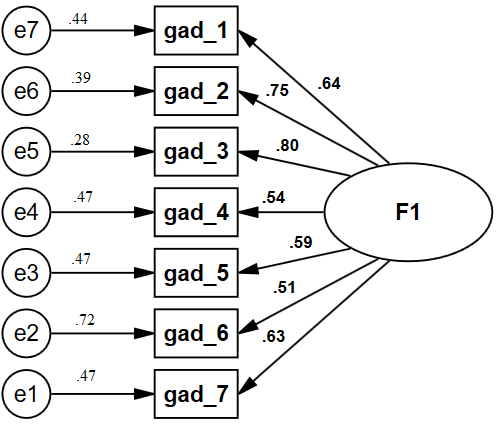 e7 .44 gad_1 .64
e6 .39 gad_2 .75
e5 .28 gad_3 .80
e4 .47 gad_4 .54 F1
e3 .47 gad_5 .59
e2 .72 gad_6 .51
e1 .47 gad_7 .63